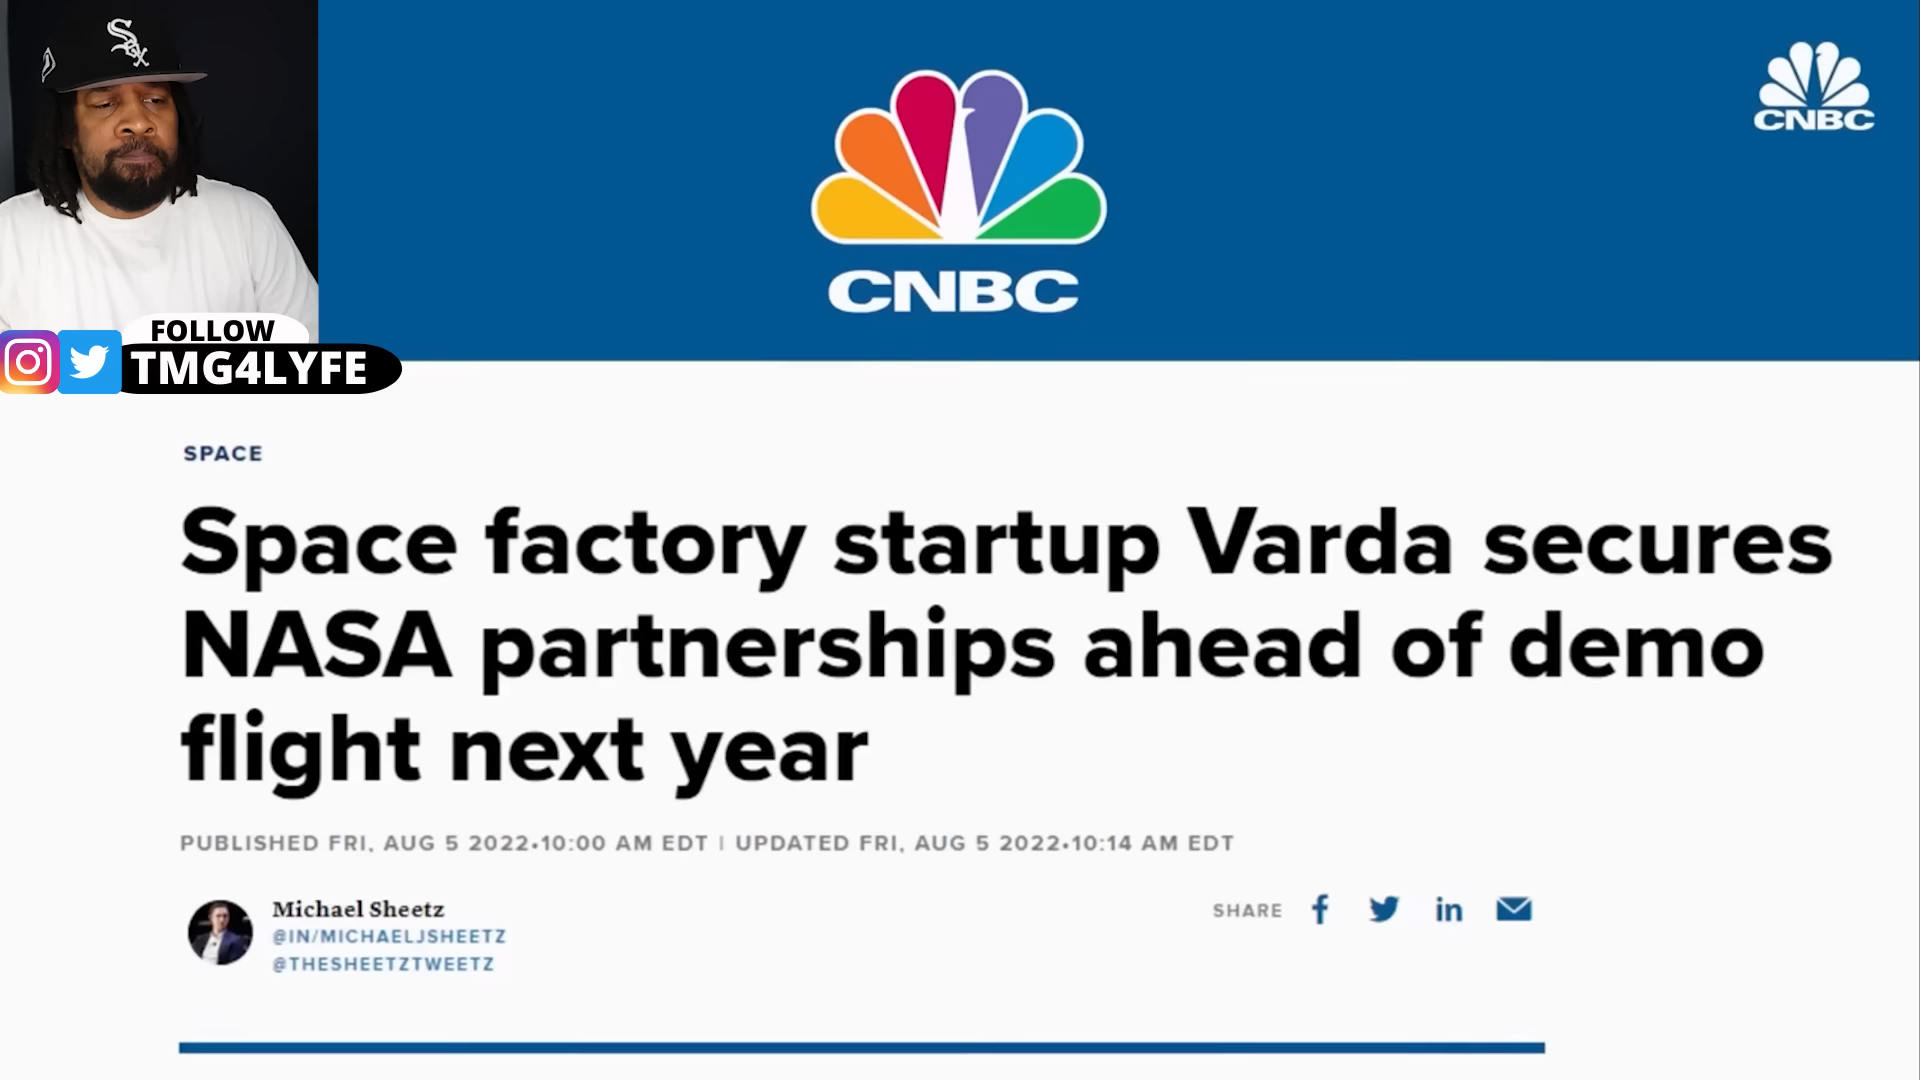 Sox
CNBC
CNBC
FOLLOW
TMG4LYFE
SPACE
Space factory startup Varda secures
NASA partnerships ahead of demo
flight next year
PUBLISHED FRI, AUG 5 2022•10:00 AM EDT | UPDATED FRI, AUG 5 2022•10:14 AM EDT
Michael Sheetz
@IN/MICHAELJSHEETZ
@THESHEETZTWEETZ
SHARE f in